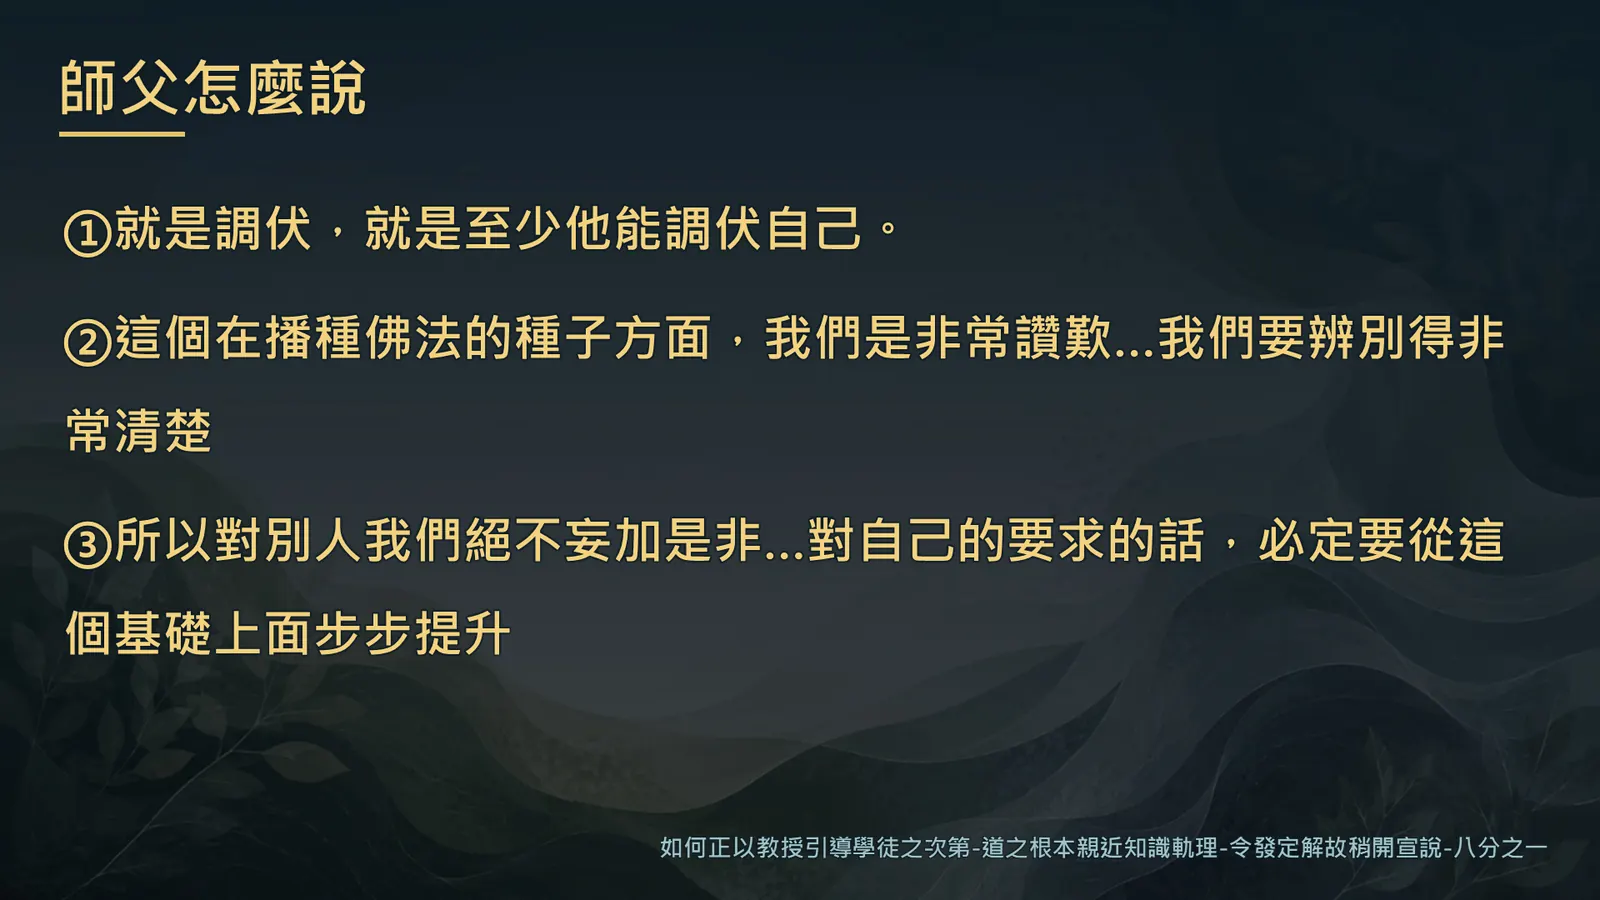 師父怎麼說
①就是調伏，就是至少他能調伏自己。
②這個在播種佛法的種子方面，我們是非常讚歎...我們要辨別得非
常清楚
③所以對別人我們絕不妄加是非...對自己的要求的話，必定要從這
個基礎上面步步提升
如何正以教授引導學徒之次第-道之根本親近知識軌理-令發定解故稍開宣說-八分之一